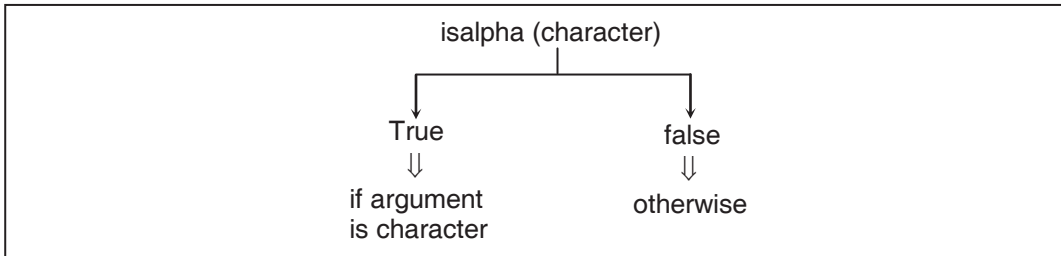 isalpha (character)
True
false
if argument
is character
otherwise